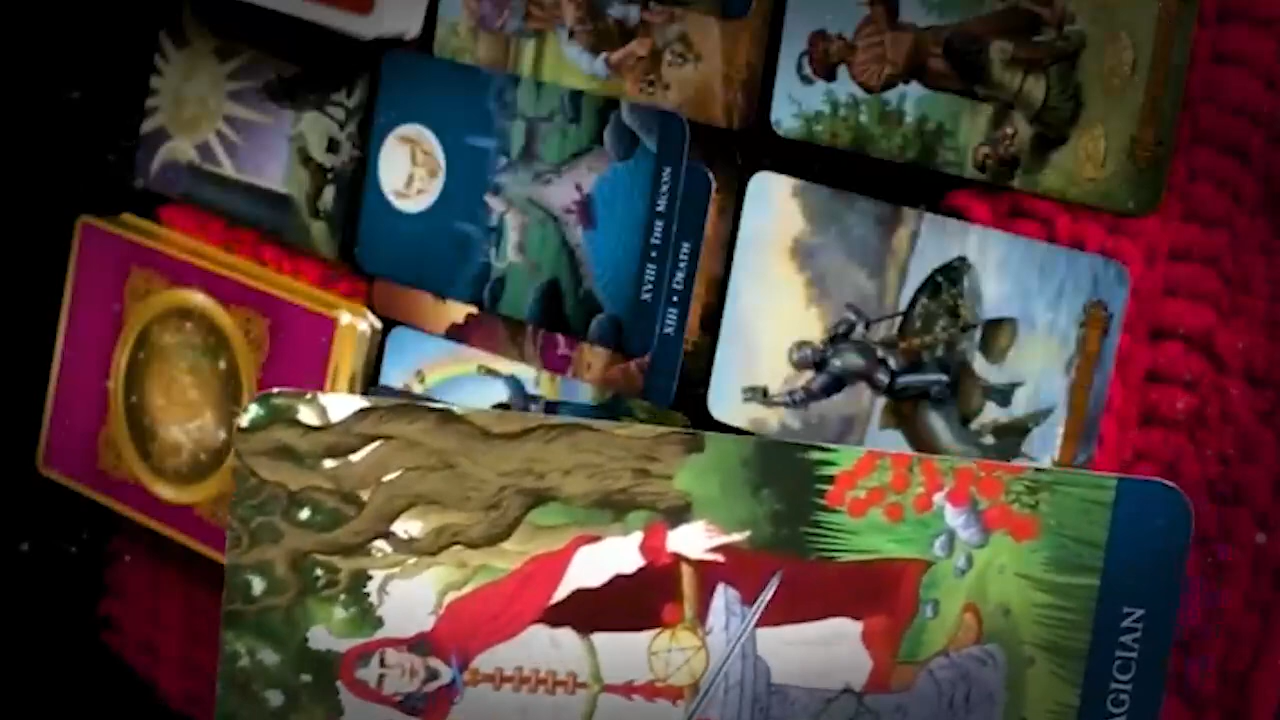 XVIII • THE MOON
XIII • DEATH
AGICIAN